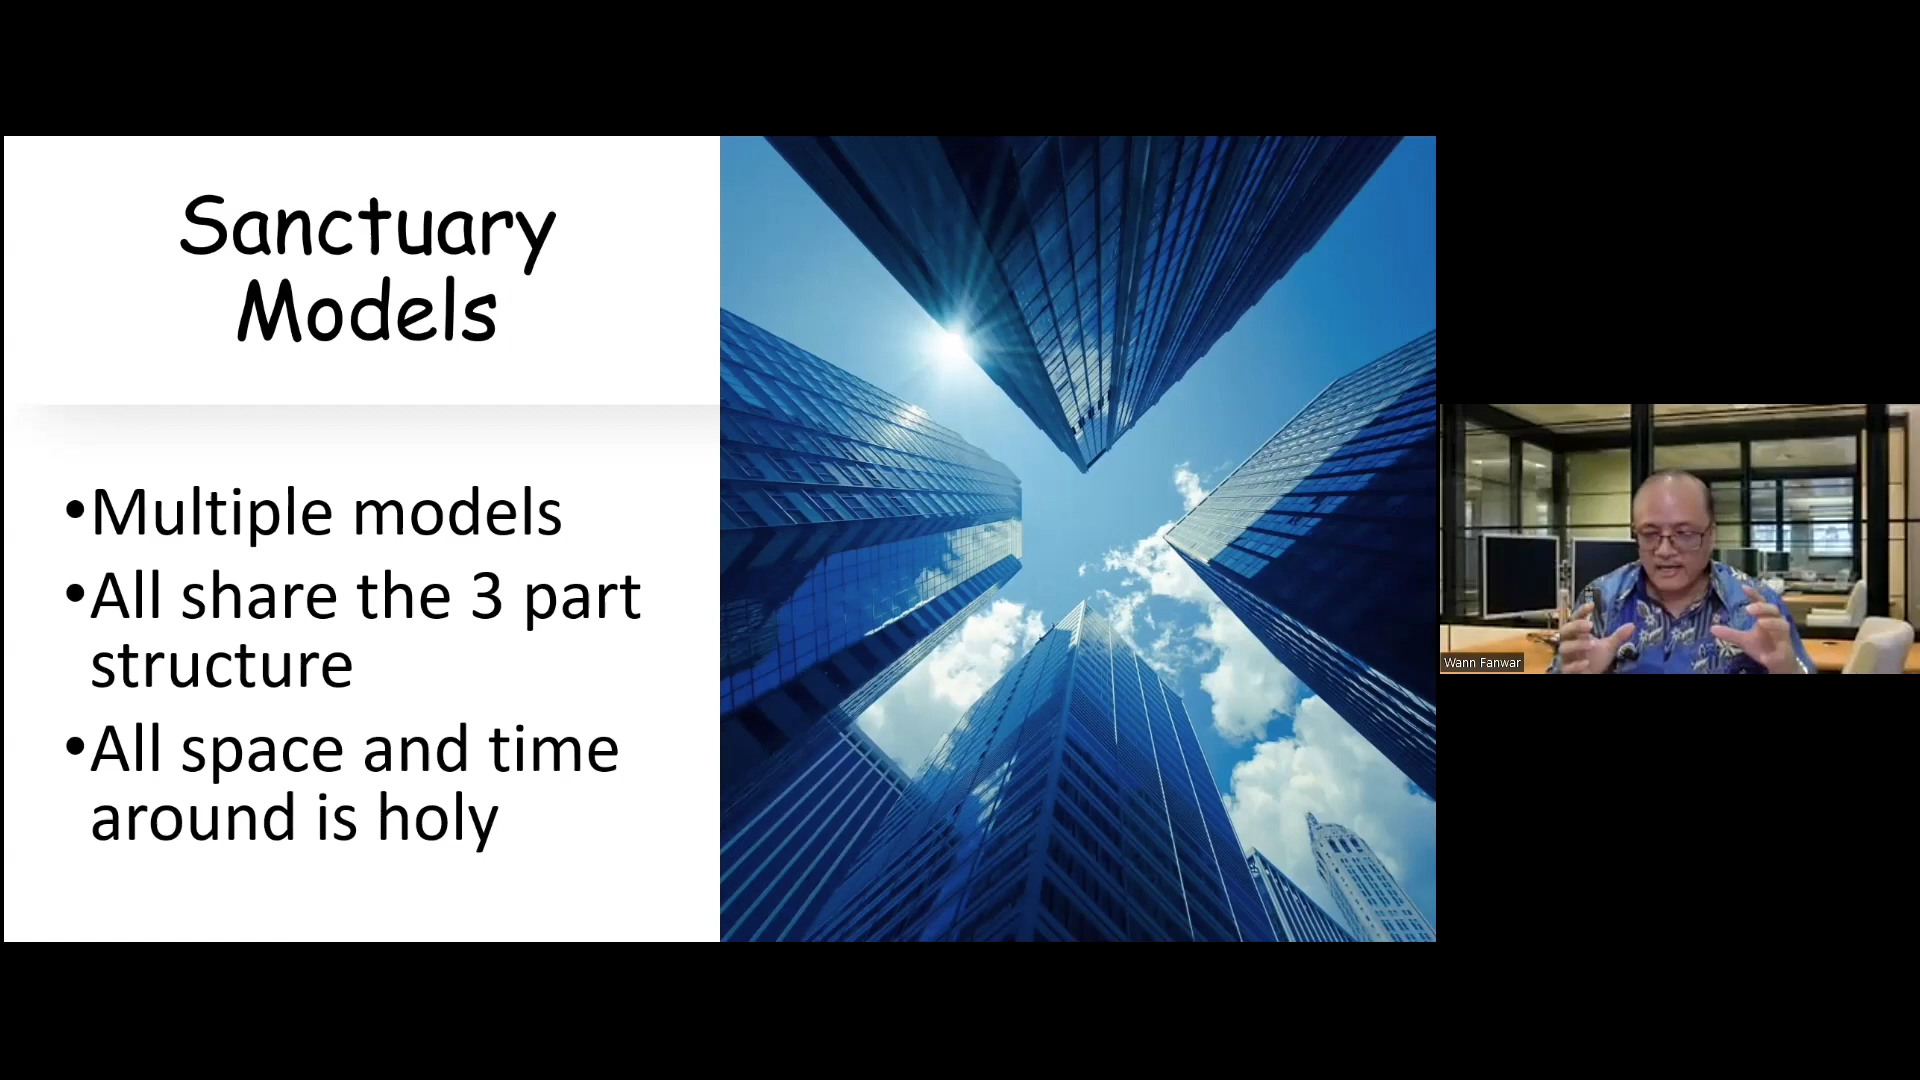 Sanctuary
Models
•Multiple models
•All share the 3 part
structure
•All space and time
around is holy
Wann Fanwar